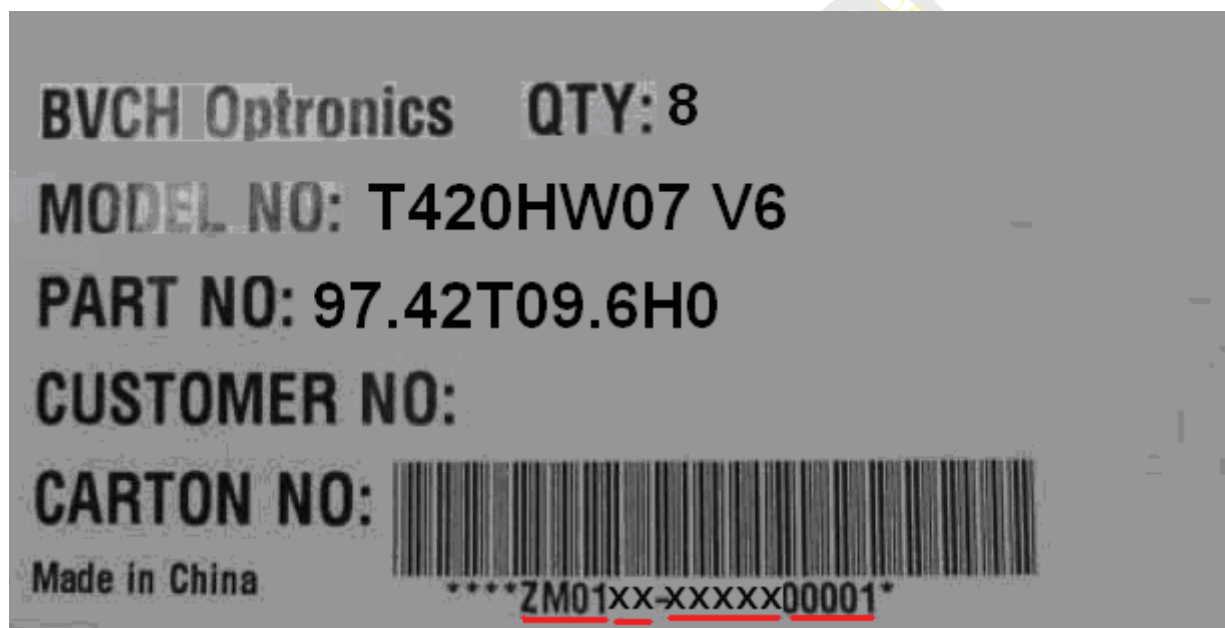 BVCH Optronics QTY: 8
MODEL NO: T420HW07 V6
PART NO: 97.42T09.6H0
CUSTOMER NO:
CARTON NO:
Made in China
****ZM01xx-xxxxx00001*